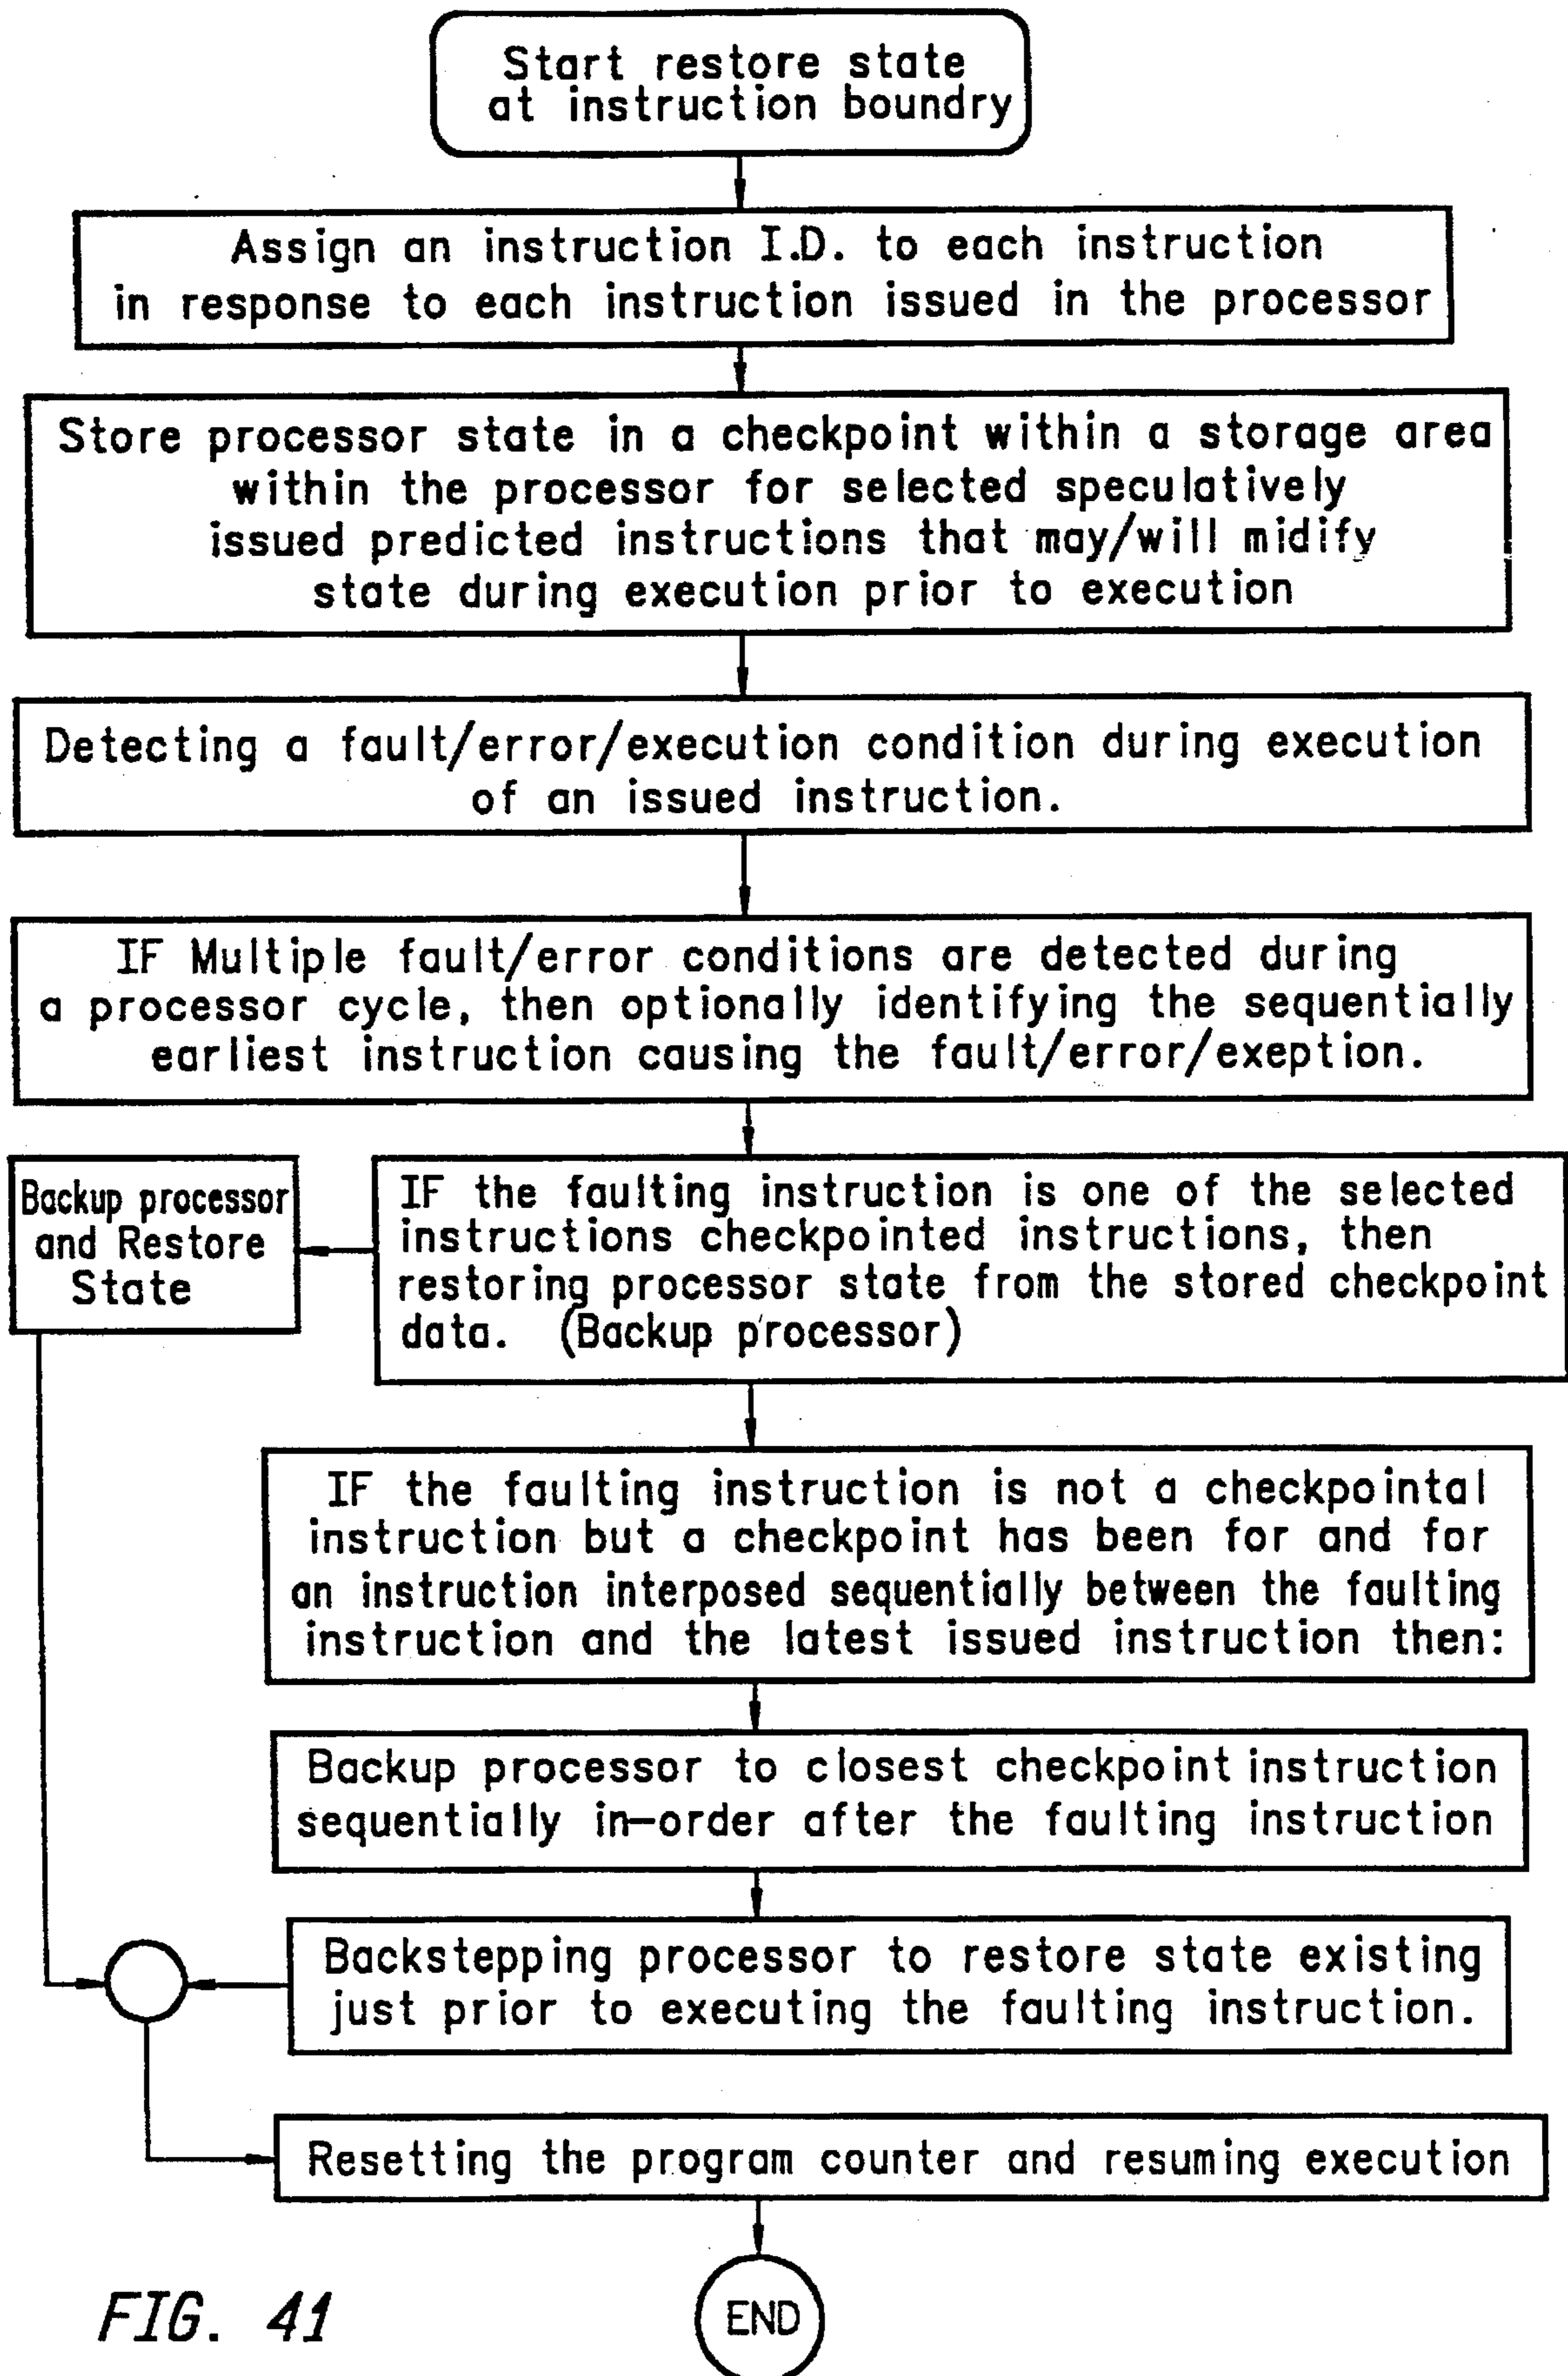 Start restore state
at instruction boundry
Assign an instruction I.D. to each instruction
in response to each instruction issued in the processor
Store processor state in a checkpoint within a storage area
within the processor for selected speculatively
issued predicted instructions that may/will midify
state during execution prior to execution
Detecting a fault/error/execution condition during execution
of an issued instruction.
IF Multiple fault/error conditions are detected during
a processor cycle, then optionally identifying the sequentially
earliest instruction causing the fault/error/exeption.
Backup processor
and Restore
State
IF the faulting instruction is one of the selected
instructions checkpointed instructions, then
restoring processor state from the stored checkpoint
data. (Backup processor)
IF the faulting instruction is not a checkpointal
instruction but a checkpoint has been for and for
an instruction interposed sequentially between the faulting
instruction and the latest issued instruction then:
Backup processor to closest checkpoint instruction
sequentially in-order after the faulting instruction
Backstepping processor to restore state existing
just prior to executing the faulting instruction.
Resetting the program counter and resuming execution
END
FIG. 41